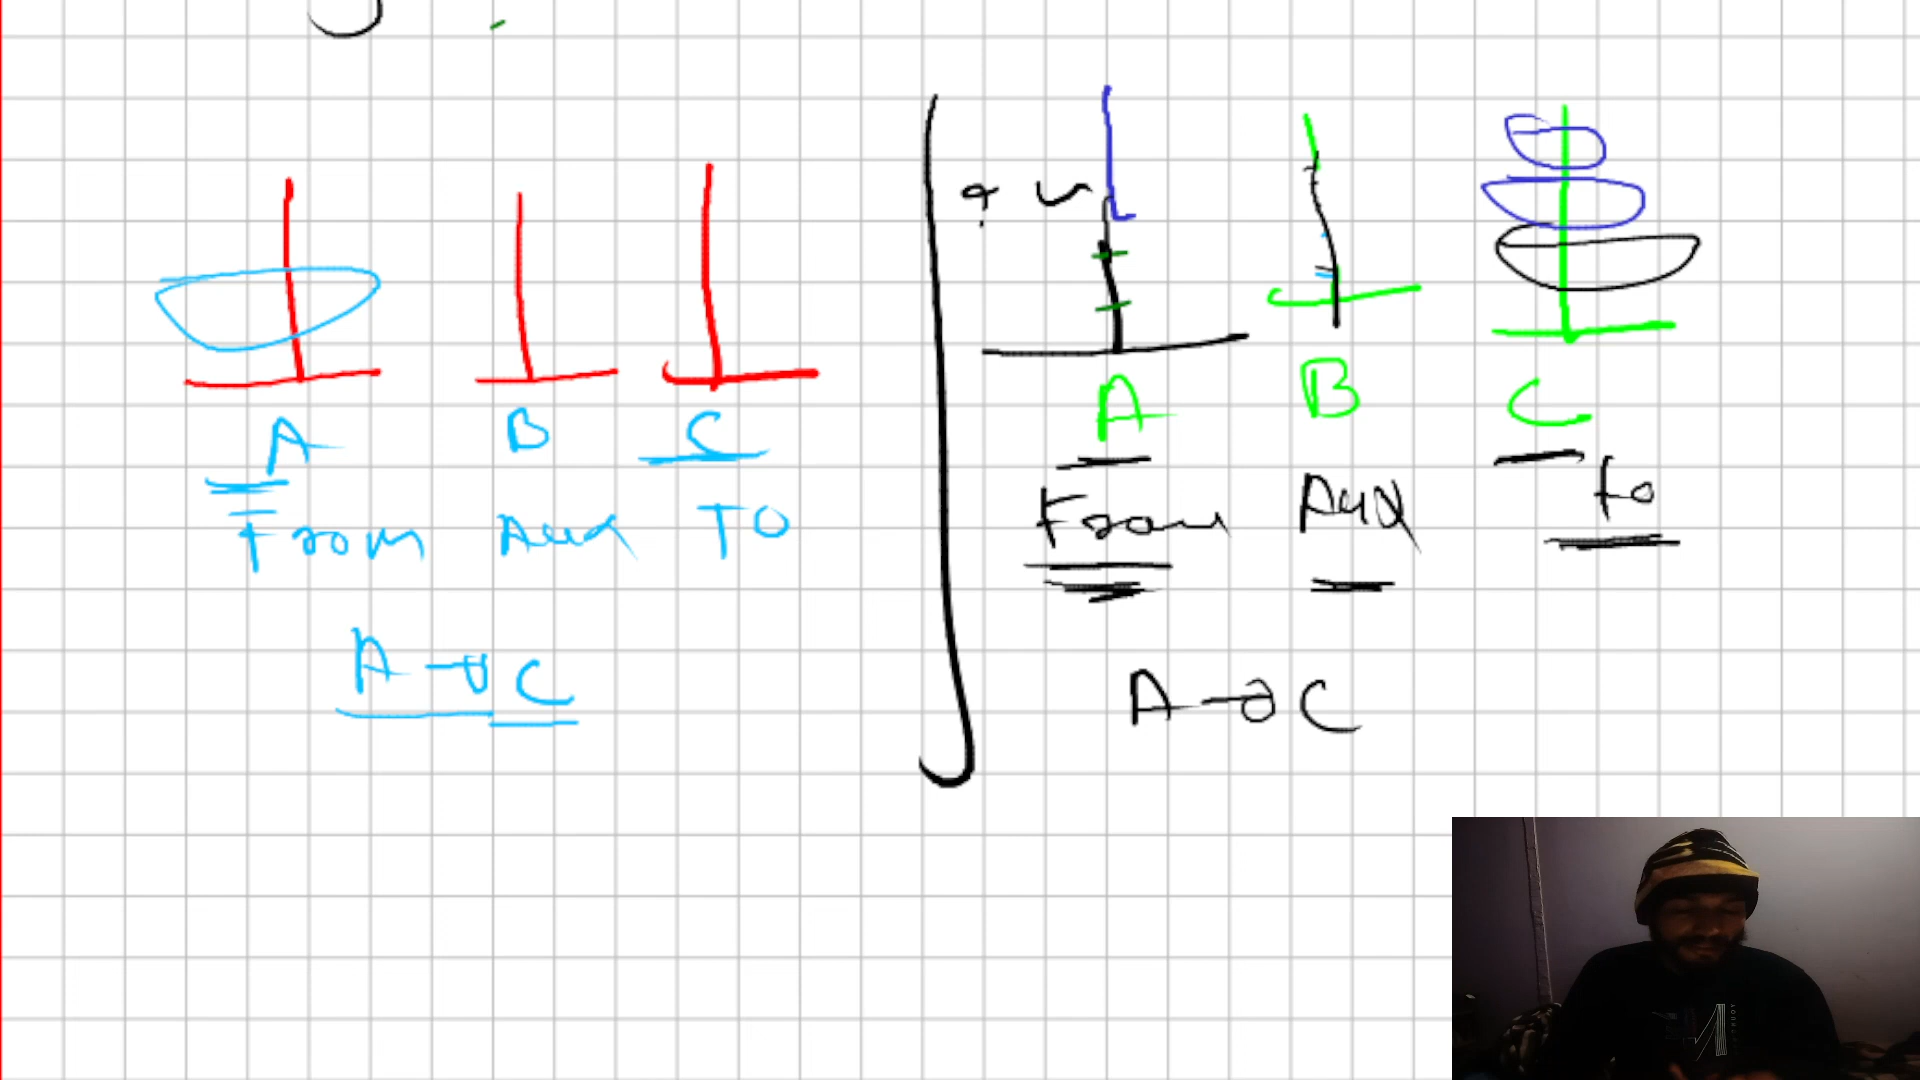 A B C
From Aux TO
A → C
A B C
From Aux To
A → C